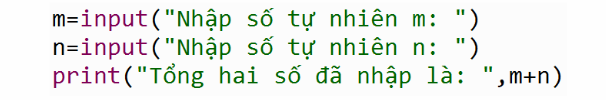 m=input("Nhập số tự nhiên m: ")
n=input("Nhập số tự nhiên n: ")
print("Tổng hai số đã nhập là: ",m+n)